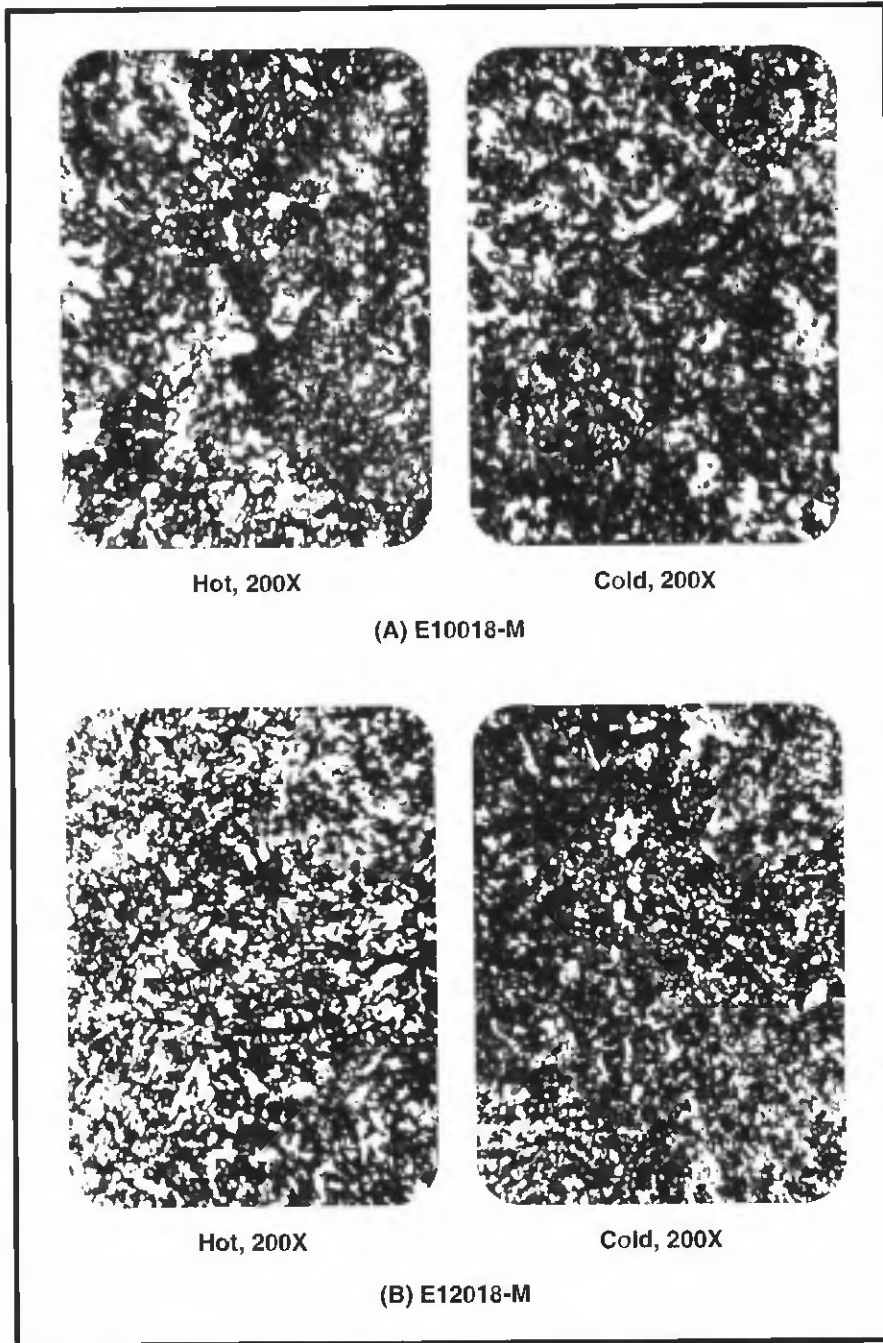 Hot, 200X
Cold, 200X
(A) E10018-M
Hot, 200X
Cold, 200X
(B) E12018-M